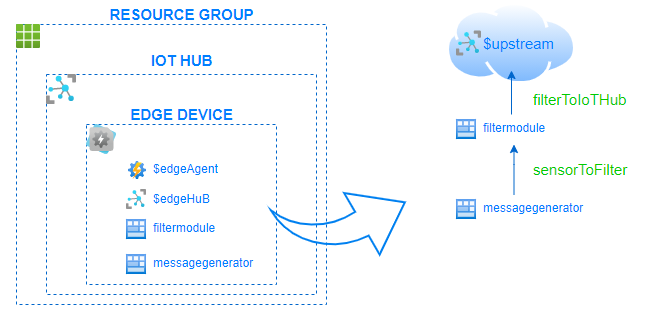 RESOURCE GROUP
IOT HUB
EDGE DEVICE
$edgeAgent
$edgeHuB
filtermodule
messagegenerator
$upstream
filterToIoTHub
filtermodule
sensorToFilter
messagegenerator